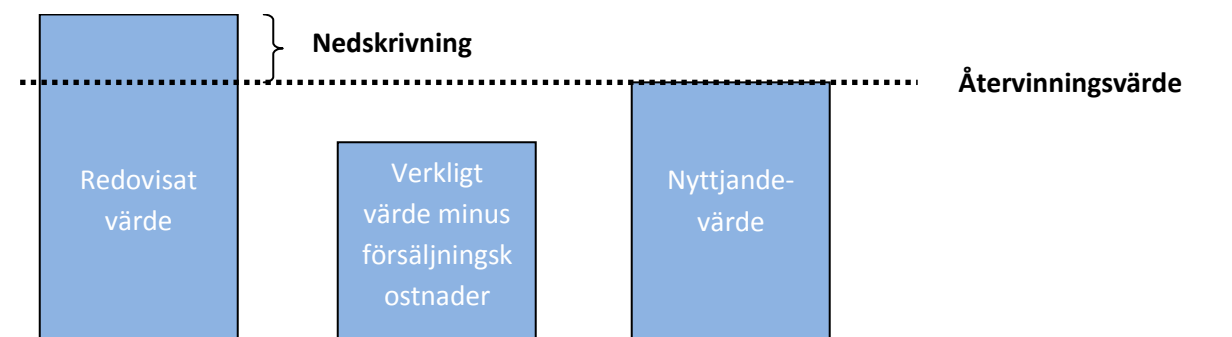 Nedskrivning
Återvinningsvärde
Redovisat
värde
Verkligt
värde minus
försäljningsk
ostnader
Nyttjande-
värde